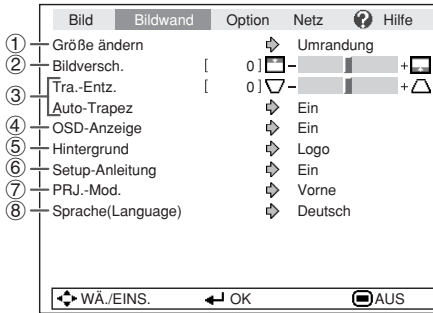 Bild Bildwand Option Netz ? Hilfe
① Größe ändern Umrandung
② Bildversch. [ 0 ] − +
③ Tra.-Entz. [ 0 ] − +
Auto-Trapez Ein
④ OSD-Anzeige Ein
⑤ Hintergrund Logo
⑥ Setup-Anleitung Ein
⑦ PRJ.-Mod. Vorne
⑧ Sprache(Language) Deutsch
WÄ./EINS. OK AUS